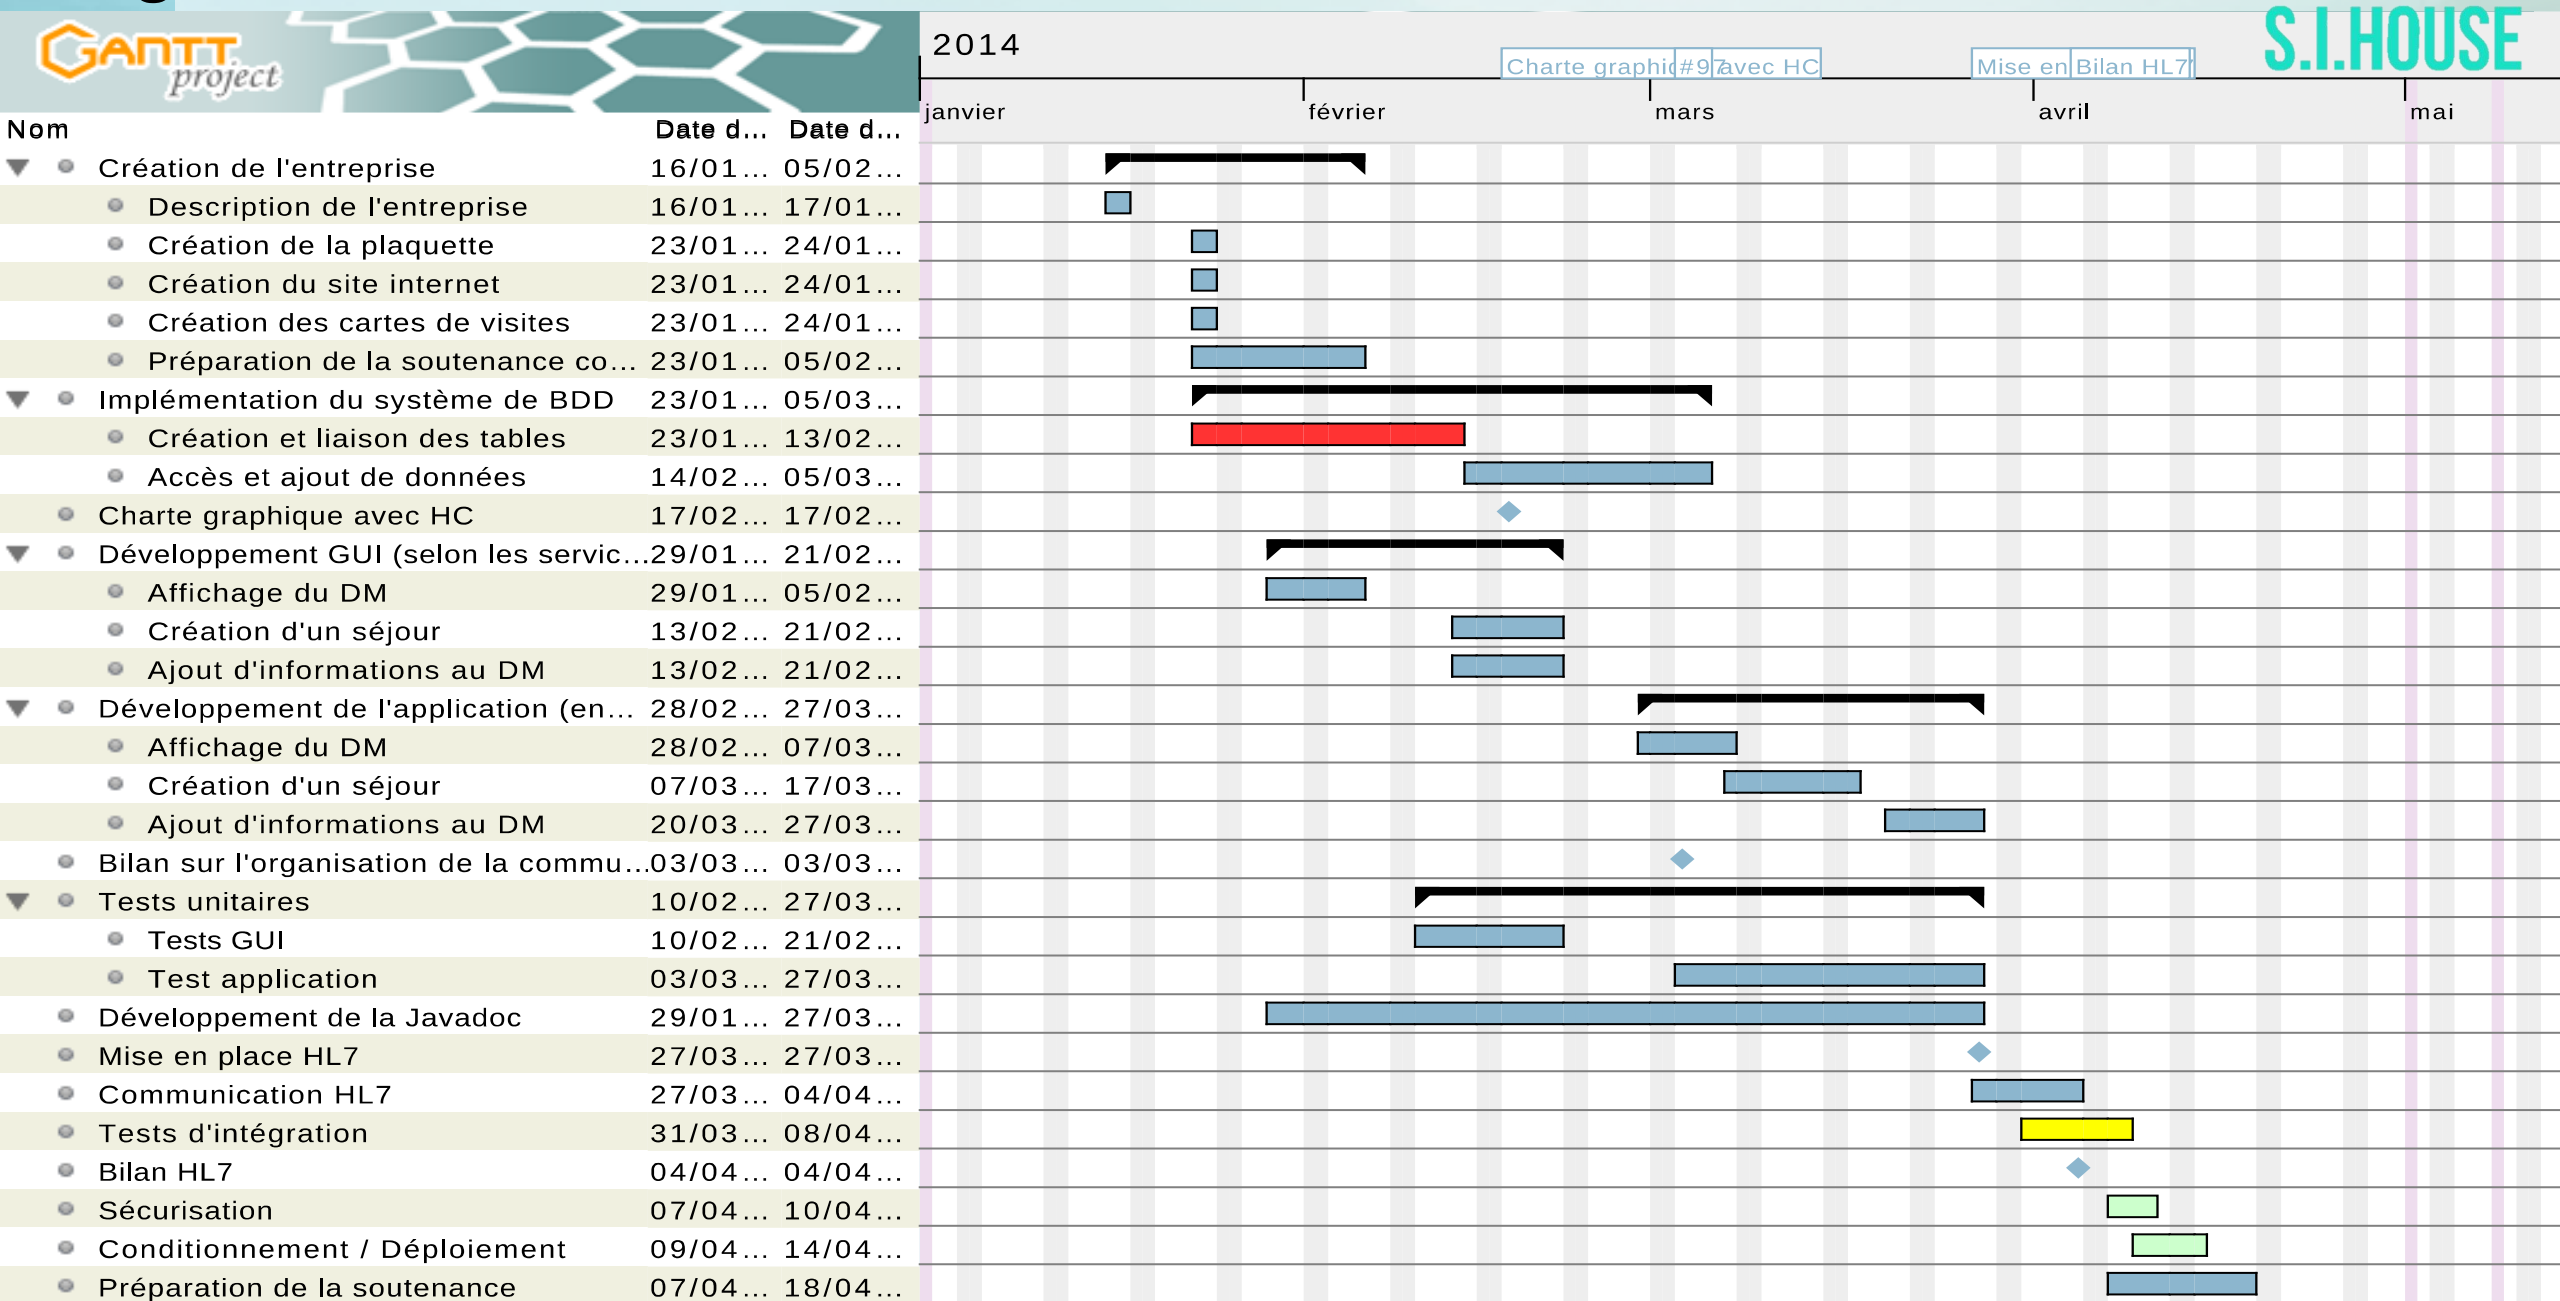 GANTT
project
2014
S.I.HOUSE
Charte graphic #97 avec HC Mise en Bilan HL7
janvier février mars avril mai
Nom Date d... Date d...
Création de l'entreprise 16/01... 05/02...
Description de l'entreprise 16/01... 17/01...
Création de la plaquette 23/01... 24/01...
Création du site internet 23/01... 24/01...
Création des cartes de visites 23/01... 24/01...
Préparation de la soutenance co... 23/01... 05/02...
Implémentation du système de BDD 23/01... 05/03...
Création et liaison des tables 23/01... 13/02...
Accès et ajout de données 14/02... 05/03...
Charte graphique avec HC 17/02... 17/02...
Développement GUI (selon les servic... 29/01... 21/02...
Affichage du DM 29/01... 05/02...
Création d'un séjour 13/02... 21/02...
Ajout d'informations au DM 13/02... 21/02...
Développement de l'application (en... 28/02... 27/03...
Affichage du DM 28/02... 07/03...
Création d'un séjour 07/03... 17/03...
Ajout d'informations au DM 20/03... 27/03...
Bilan sur l'organisation de la commu... 03/03... 03/03...
Tests unitaires 10/02... 27/03...
Tests GUI 10/02... 21/02...
Test application 03/03... 27/03...
Développement de la Javadoc 29/01... 27/03...
Mise en place HL7 27/03... 27/03...
Communication HL7 27/03... 04/04...
Tests d'intégration 31/03... 08/04...
Bilan HL7 04/04... 04/04...
Sécurisation 07/04... 10/04...
Conditionnement / Déploiement 09/04... 14/04...
Préparation de la soutenance 07/04... 18/04...